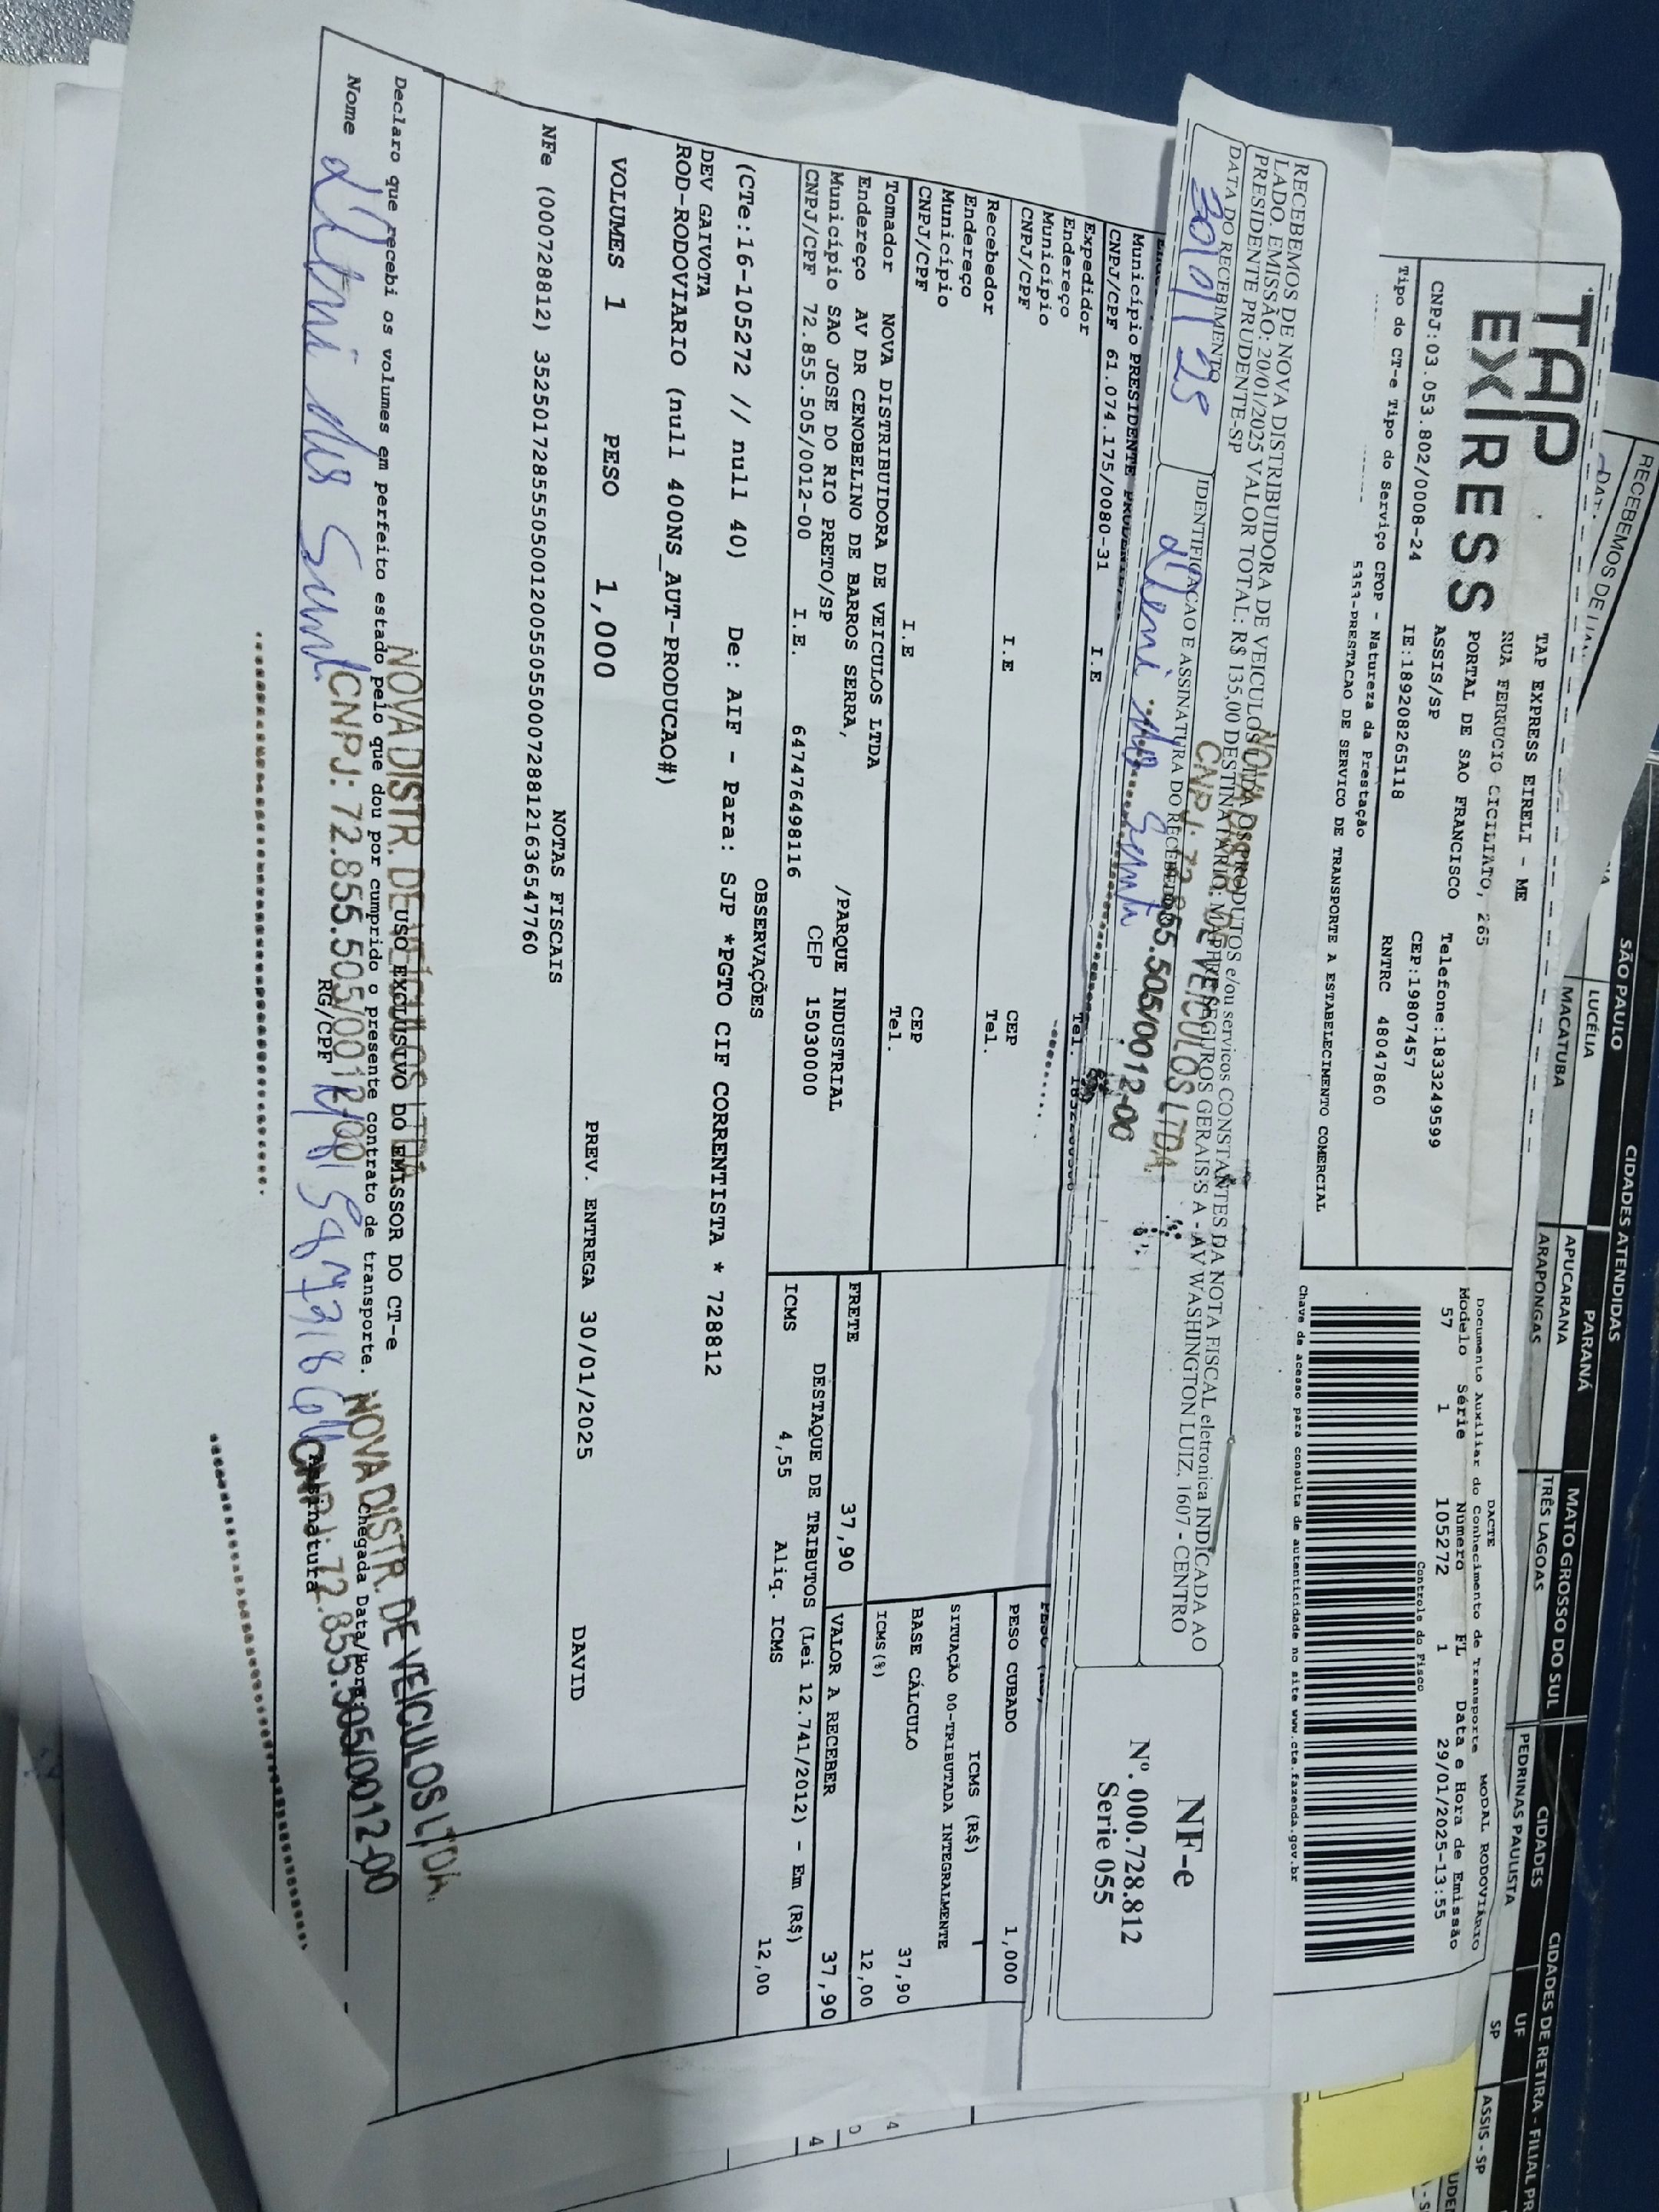 RECEBEMOS DE
SÃO PAULO
LUCÉLIA
MACATUBA
CIDADES ATENDIDAS
PARANÁ
APUCARANA
ARAPONGAS
MATO GROSSO DO SUL
TRÊS LAGOAS
CIDADES
PEDRINAS PAULISTA
CIDADES DE RETIRA - FILIAL PR
UF
SP
ASSIS - SP
TAP
EXPRESS
TAP EXPRESS EIRELI - ME
RUA FERRUCIO CICILIATO, 265
PORTAL DE SAO FRANCISCO
ASSIS/SP
Telefone:1833249599
CEP:19807457
CNPJ:03.053.802/0008-24
IE:189208265118
RNTRC 48047860
Tipo do CT-e Tipo do Serviço CFOP - Natureza da Prestação
5353-PRESTACAO DE SERVICO DE TRANSPORTE A ESTABELECIMENTO COMERCIAL
DACTE
Documento Auxiliar do Conhecimento de Transporte
MODAL RODOVIÁRIO
Modelo Série Número FL Data e Hora de Emissão
57 1 105272 1 29/01/2025-13:55
Controle do Fisco
Chave de acesso para consulta de autenticidade no site www.cte.fazenda.gov.br
RECEBEMOS DE NOVA DISTRIBUIDORA DE VEICULOS LTDA OS PRODUTOS e/ou serviços CONSTANTES DA NOTA FISCAL eletronica INDICADA AO
LADO. EMISSÃO: 20/01/2025 VALOR TOTAL: R$ 135,00 DESTINATÁRIO: MAPFRE SEGUROS GERAIS S A - AV WASHINGTON LUIZ, 1607 - CENTRO
PRESIDENTE PRUDENTE-SP
DATA DO RECEBIMENTO
IDENTIFICAÇAO E ASSINATURA DO RECEBEDOR
30/01/25
NOVA DISTR. DE VEÍCULOS LTDA.
CNPJ: 72.855.505/0012-00
NF-e
Nº. 000.728.812
Serie 055
Município PRESIDENTE PRUDENTE/
CNPJ/CPF 61.074.175/0080-31 I.E Tel.
Expedidor
Endereço
Município
CNPJ/CPF I.E CEP
Tel.
Recebedor
Endereço
Município
CNPJ/CPF I.E CEP
Tel.
PESO CUBADO 1,000
ICMS (R$)
SITUAÇÃO 00-TRIBUTADA INTEGRALMENTE
BASE CÁLCULO 37,90
ICMS(%) 12,00
Tomador NOVA DISTRIBUIDORA DE VEICULOS LTDA
Endereço AV DR CENOBELINO DE BARROS SERRA, /PARQUE INDUSTRIAL
Município SAO JOSE DO RIO PRETO/SP CEP 15030000
CNPJ/CPF 72.855.505/0012-00 I.E. 647476498116
FRETE 37,90 VALOR A RECEBER 37,90
DESTAQUE DE TRIBUTOS (Lei 12.741/2012) - Em (R$)
ICMS 4,55 Aliq. ICMS 12,00
OBSERVAÇÕES
(CTe:16-105272 // null 40) De: AIF - Para: SJP *PGTO CIF CORRENTISTA * 728812
DEV GAIVOTA
ROD-RODOVIARIO (null 400NS_AUT-PRODUCAO#)
VOLUMES 1 PESO 1,000 PREV. ENTREGA 30/01/2025 DAVID
NOTAS FISCAIS
NFe (000728812) 35250172855505001200550550007288121636547760
USO EXCLUSIVO DO EMISSOR DO CT-e
Declaro que recebi os volumes em perfeito estado pelo que dou por cumprido o presente contrato de transporte.
Chegada Data/Hora:
Nome RG/CPF Assinatura
NOVA DISTR. DE VEÍCULOS LTDA
CNPJ: 72.855.505/0012-00
NOVA DISTR. DE VEÍCULOS LTDA.
CNPJ: 72.855.505/0012-00